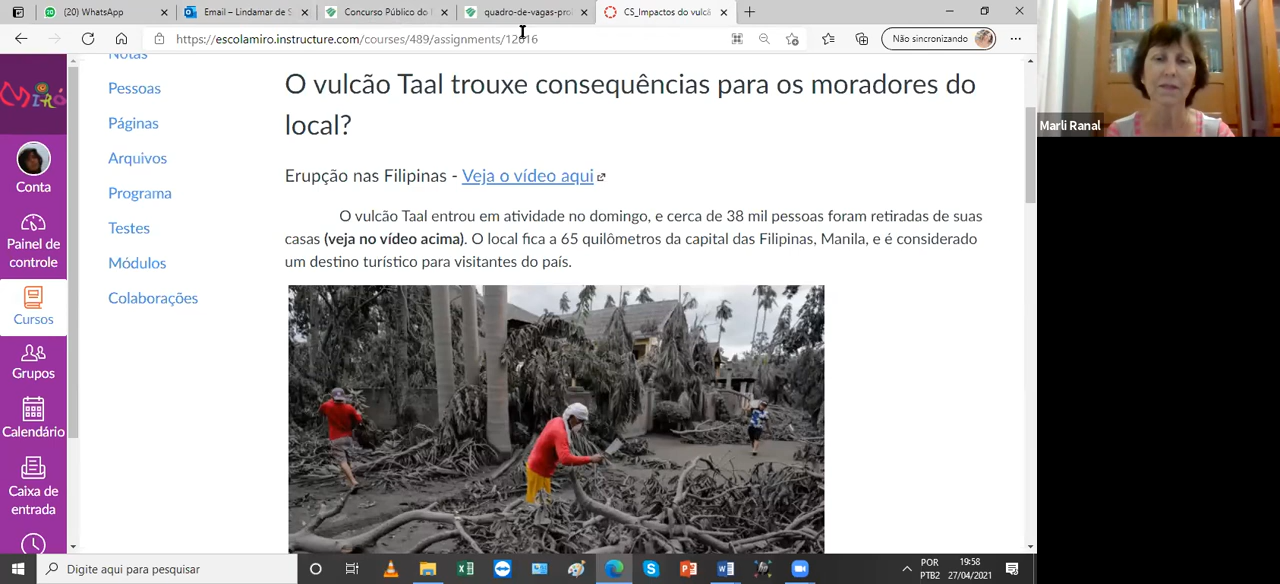 (20) WhatsApp
Email – Lindamar de S
Concurso Público do I
quadro-de-vagas-pro
CS_Impactos do vulcã
https://escolamiro.instructure.com/courses/489/assignments/12616
Não sincronizando
Marli Ranal
Miró
Conta
Painel de
controle
Cursos
Grupos
Calendário
Caixa de
entrada
Notas
Pessoas
Páginas
Arquivos
Programa
Testes
Módulos
Colaborações
O vulcão Taal trouxe consequências para os moradores do
local?
Erupção nas Filipinas - Veja o vídeo aqui
O vulcão Taal entrou em atividade no domingo, e cerca de 38 mil pessoas foram retiradas de suas
casas (veja no vídeo acima). O local fica a 65 quilômetros da capital das Filipinas, Manila, e é considerado
um destino turístico para visitantes do país.
Digite aqui para pesquisar
POR
PTB2
19:58
27/04/2021